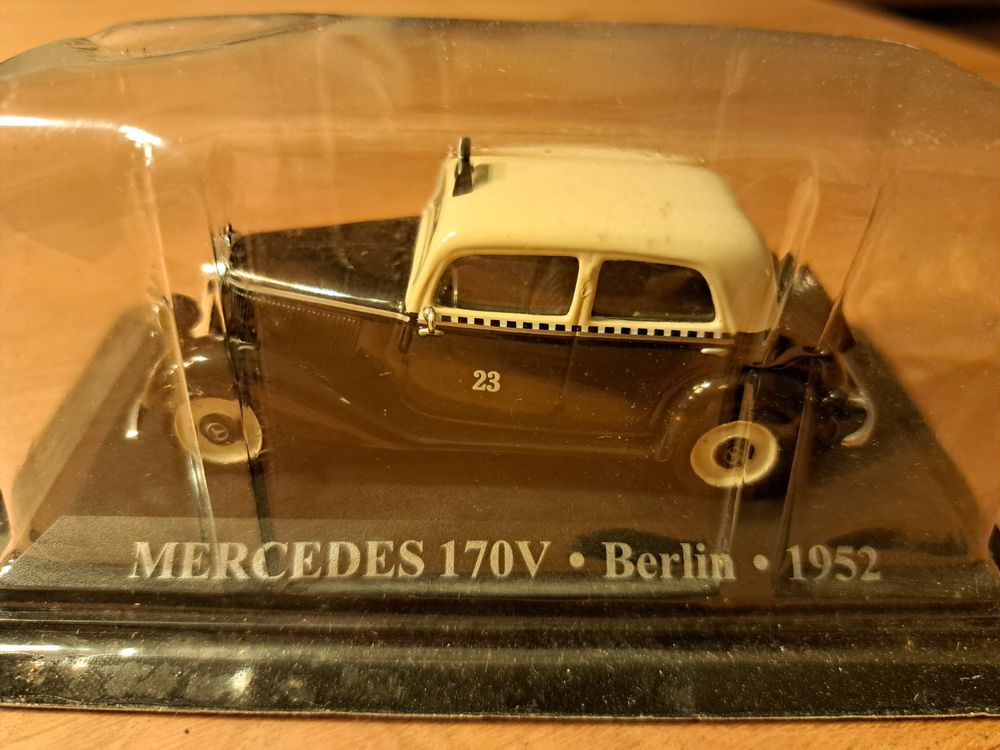 23
MERCEDES 170V • Berlin • 1952